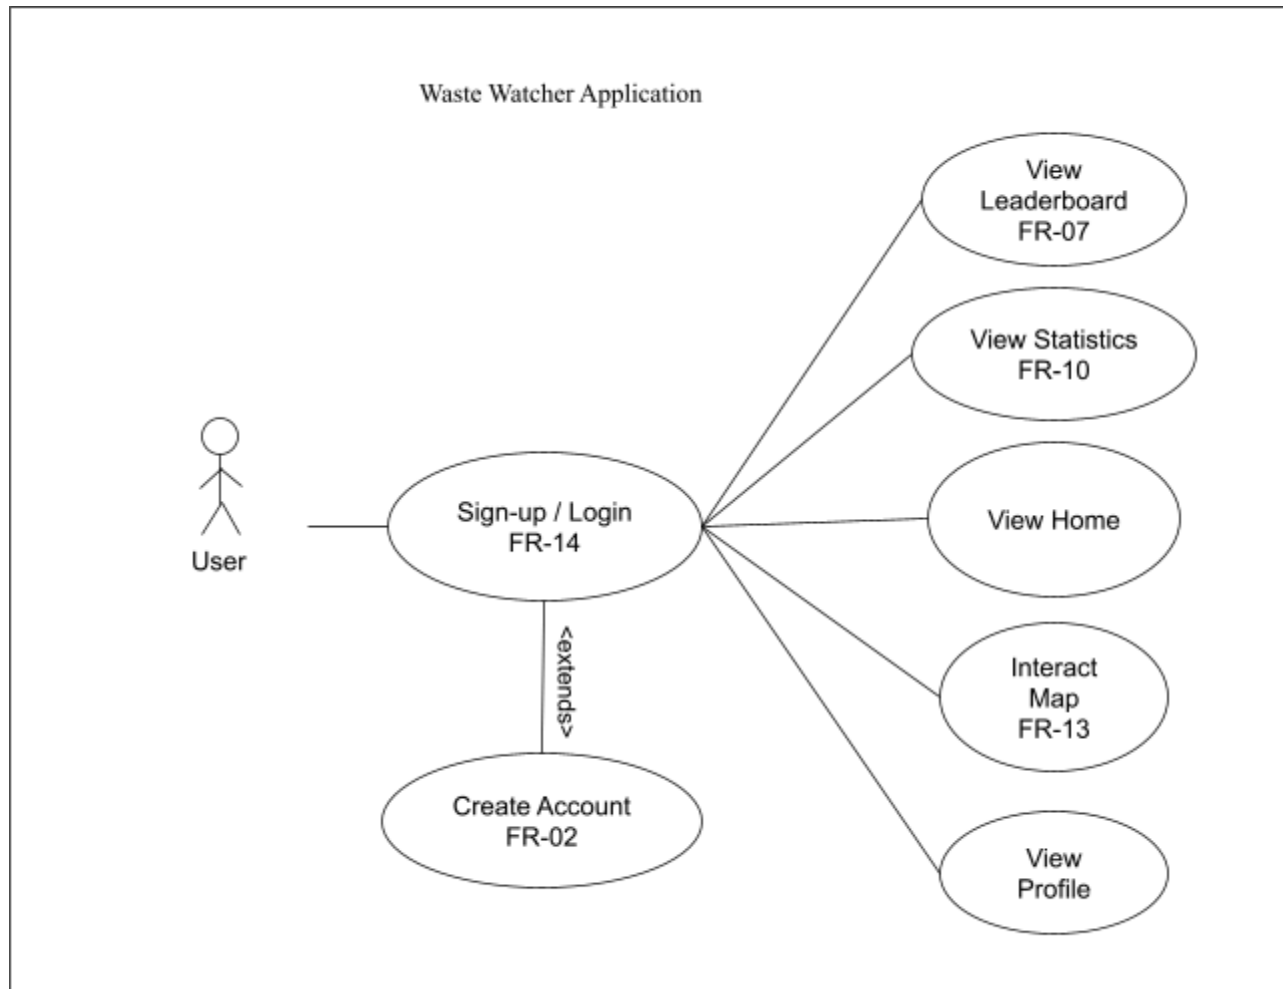 Waste Watcher Application
View
Leaderboard
FR-07
View Statistics
FR-10
User
Sign-up / Login
FR-14
View Home
<extends>
Interact
Map
FR-13
Create Account
FR-02
View
Profile